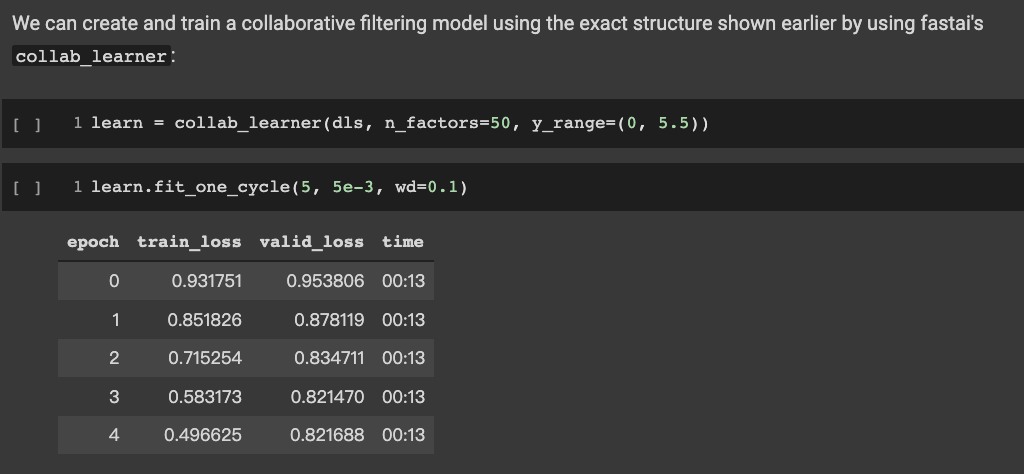 We can create and train a collaborative filtering model using the exact structure shown earlier by using fastai's
collab_learner:
[ ] 1 learn = collab_learner(dls, n_factors=50, y_range=(0, 5.5))
[ ] 1 learn.fit_one_cycle(5, 5e-3, wd=0.1)
epoch train_loss valid_loss time
0 0.931751 0.953806 00:13
1 0.851826 0.878119 00:13
2 0.715254 0.834711 00:13
3 0.583173 0.821470 00:13
4 0.496625 0.821688 00:13